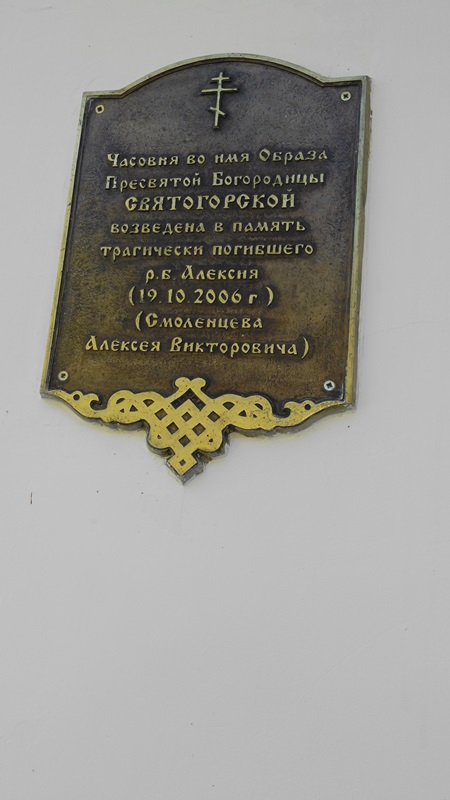 Часовня во имя Образа
Пресвятой Богородицы
СВЯТОГОРСКОЙ
возведена в память
трагически погибшего
р.б. Алексия
(19.10.2006 г.)
(Смоленцева
Алексея Викторовича)